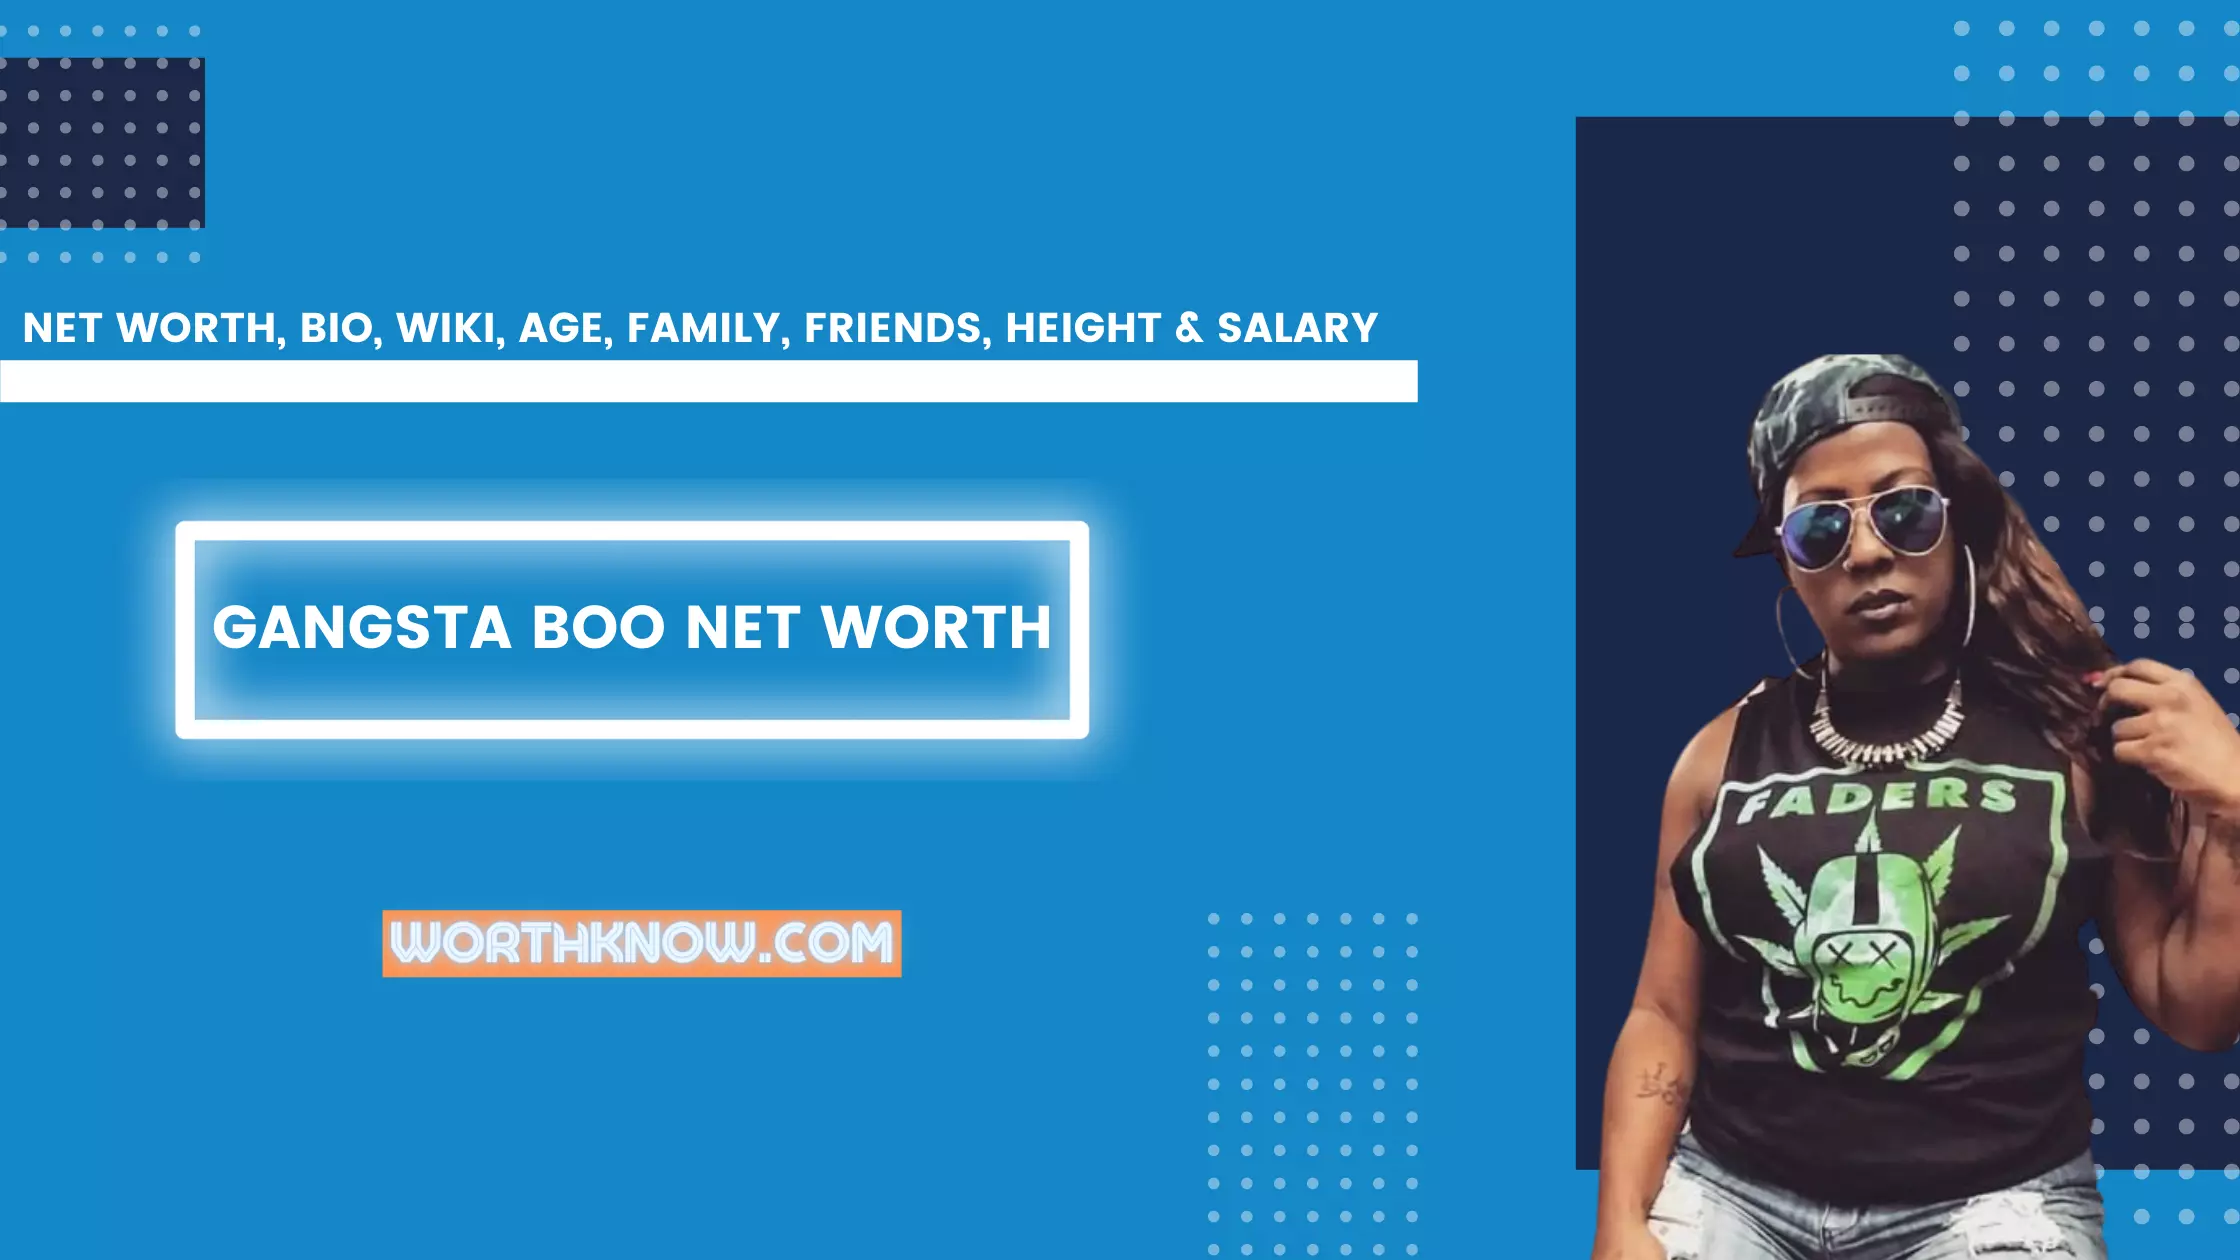 NET WORTH, BIO, WIKI, AGE, FAMILY, FRIENDS, HEIGHT & SALARY
GANGSTA BOO NET WORTH
WORTHKNOW.COM
FADERS